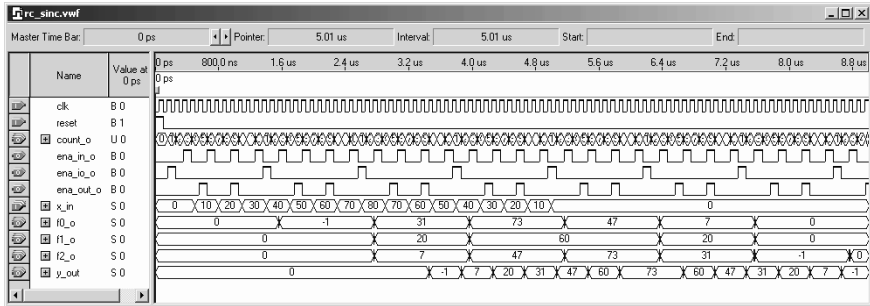 rc_sinc.vwf
Master Time Bar: 0 ps Pointer: 5.01 us Interval: 5.01 us Start: End:
Name Value at 0 ps
0 ps 800.0 ns 1.6 us 2.4 us 3.2 us 4.0 us 4.8 us 5.6 us 6.4 us 7.2 us 8.0 us 8.8 us
0 ps
clk B 0
reset B 1
count_o U 0
ena_in_o B 0
ena_io_o B 0
ena_out_o B 0
x_in S 0 0 10 20 30 40 50 60 70 80 70 60 50 40 30 20 10 0
f0_o S 0 0 -1 31 73 47 7 0
f1_o S 0 0 20 60 20 0
f2_o S 0 0 7 47 73 31 -1 0
y_out S 0 0 -1 7 20 31 47 60 73 60 47 31 20 7 -1